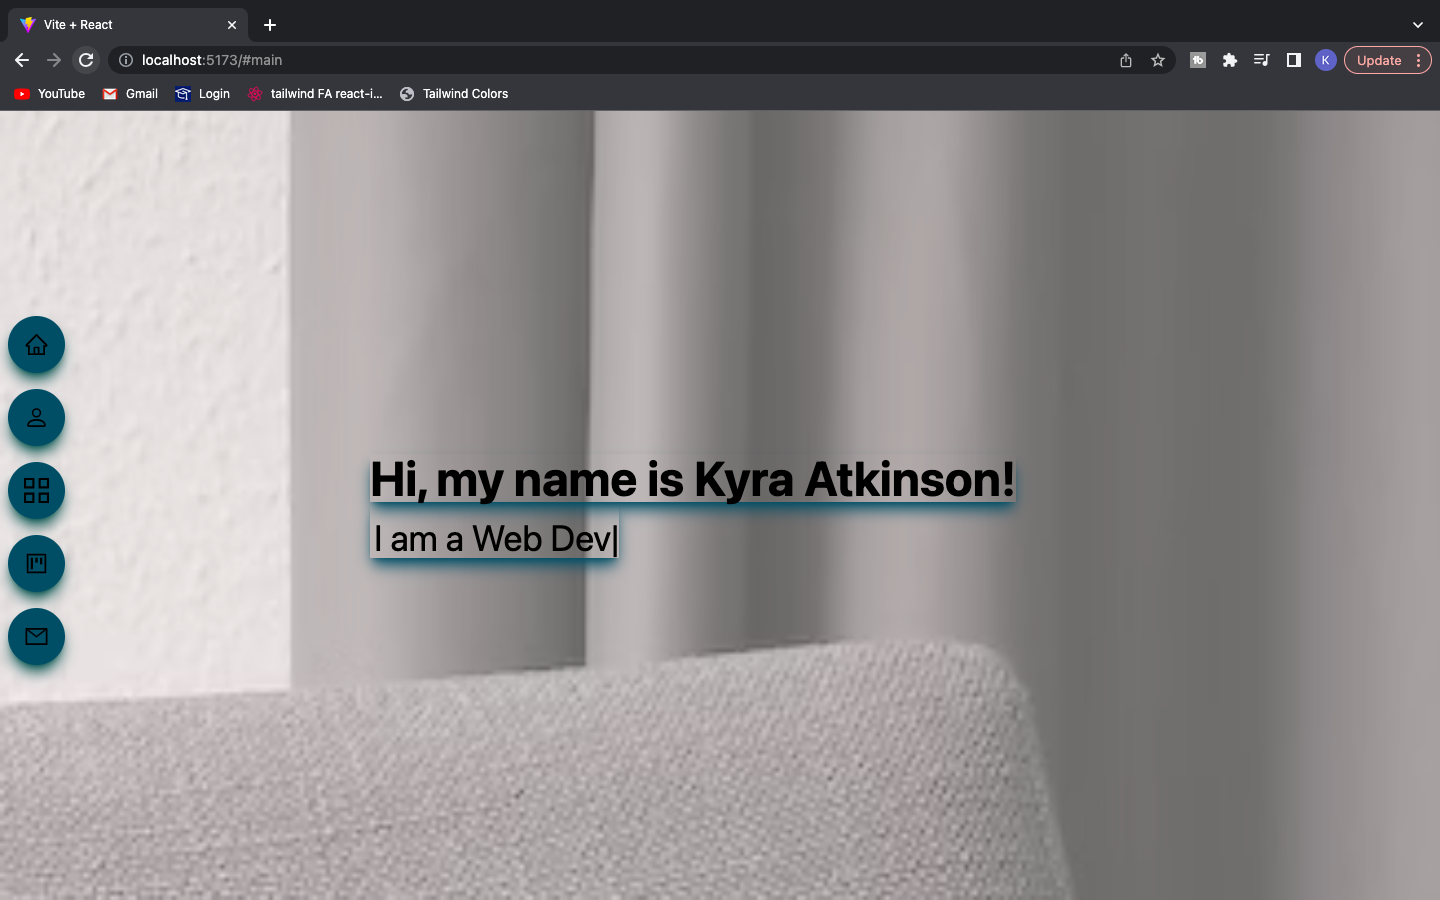 Vite + React
localhost:5173/#main
K
Update
YouTube
Gmail
Login
tailwind FA react-i...
Tailwind Colors
Hi, my name is Kyra Atkinson!
I am a Web Dev|